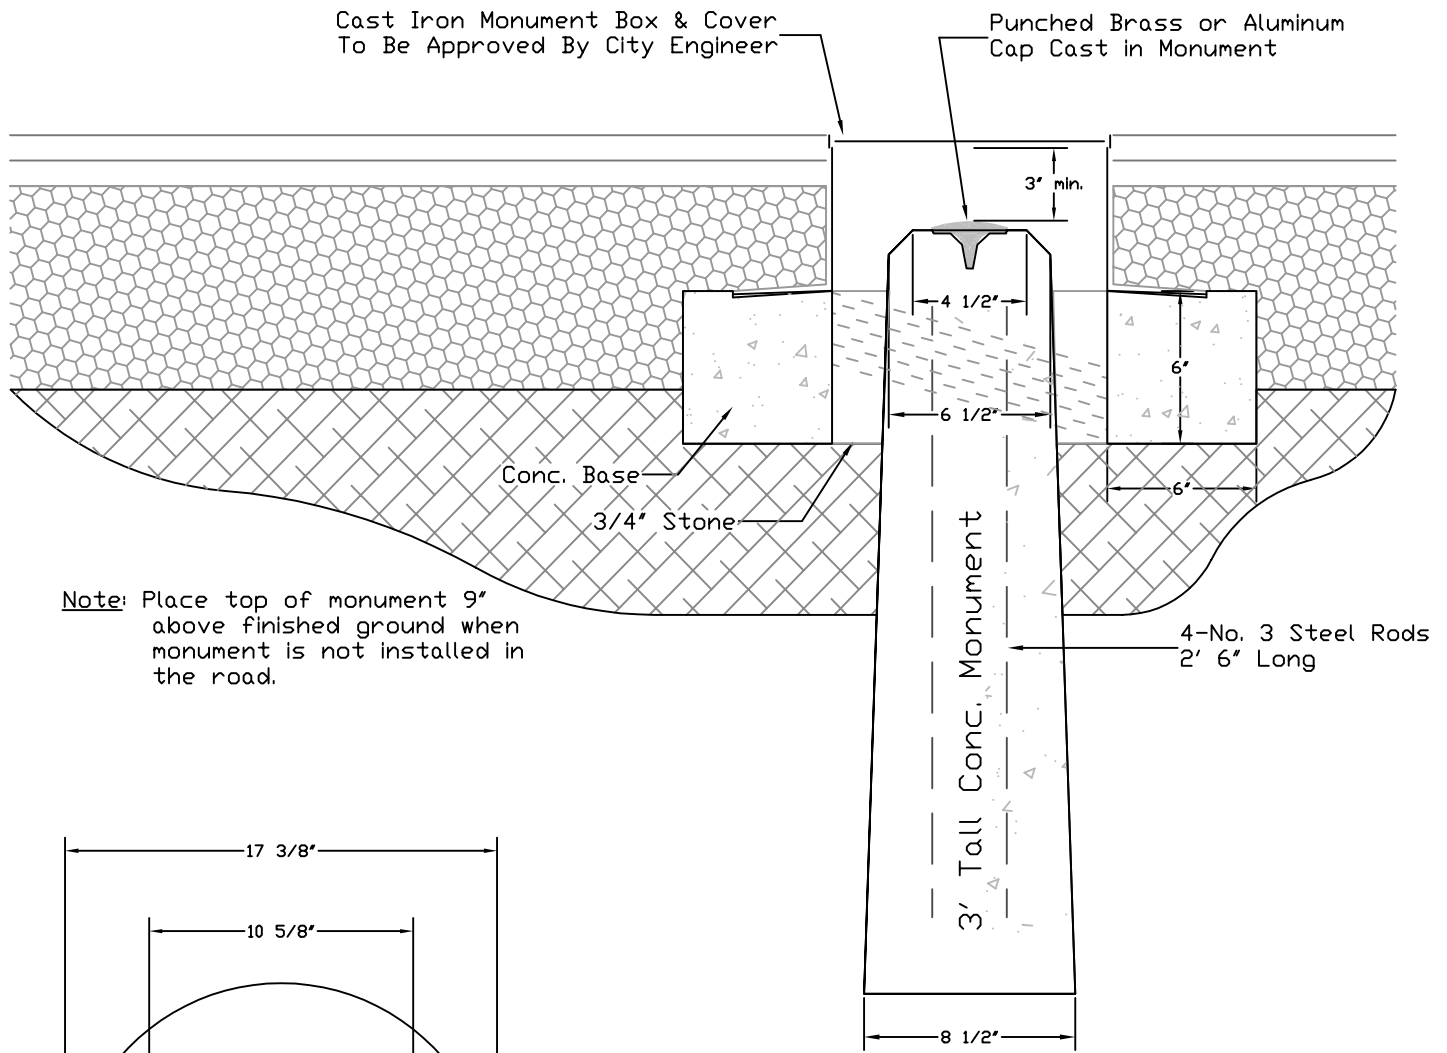 Cast Iron Monument Box & Cover
To Be Approved By City Engineer
Punched Brass or Aluminum
Cap Cast in Monument
3" min.
4 1/2"
6"
6 1/2"
6"
Conc. Base
3/4" Stone
Note: Place top of monument 9"
above finished ground when
monument is not installed in
the road.
3' Tall Conc. Monument
4-No. 3 Steel Rods
2' 6" Long
17 3/8"
10 5/8"
8 1/2"